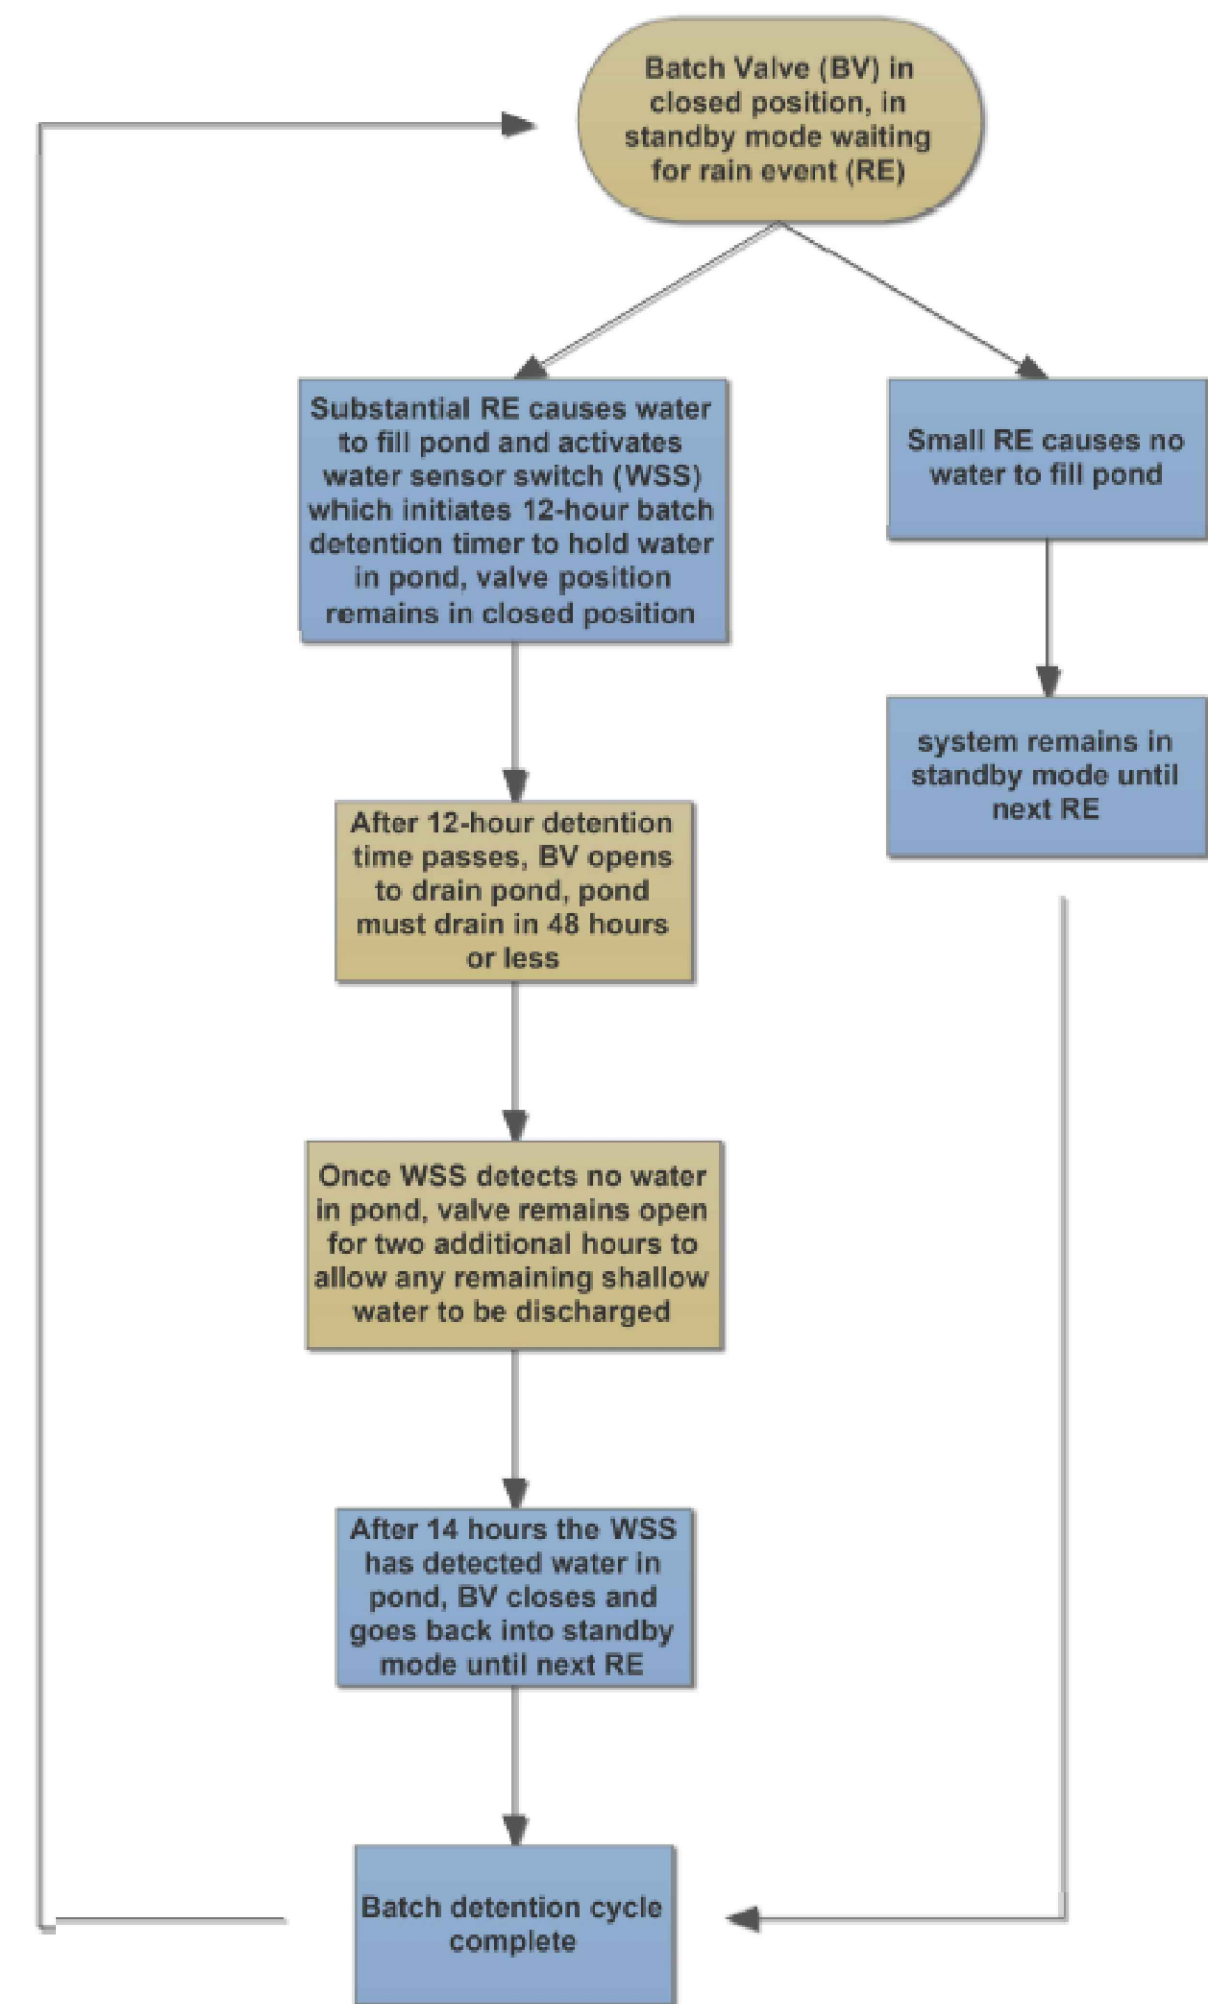 Batch Valve (BV) in
closed position, in
standby mode waiting
for rain event (RE)
Substantial RE causes water
to fill pond and activates
water sensor switch (WSS)
which initiates 12-hour batch
detention timer to hold water
in pond, valve position
remains in closed position
Small RE causes no
water to fill pond
system remains in
standby mode until
next RE
After 12-hour detention
time passes, BV opens
to drain pond, pond
must drain in 48 hours
or less
Once WSS detects no water
in pond, valve remains open
for two additional hours to
allow any remaining shallow
water to be discharged
After 14 hours the WSS
has detected water in
pond, BV closes and
goes back into standby
mode until next RE
Batch detention cycle
complete